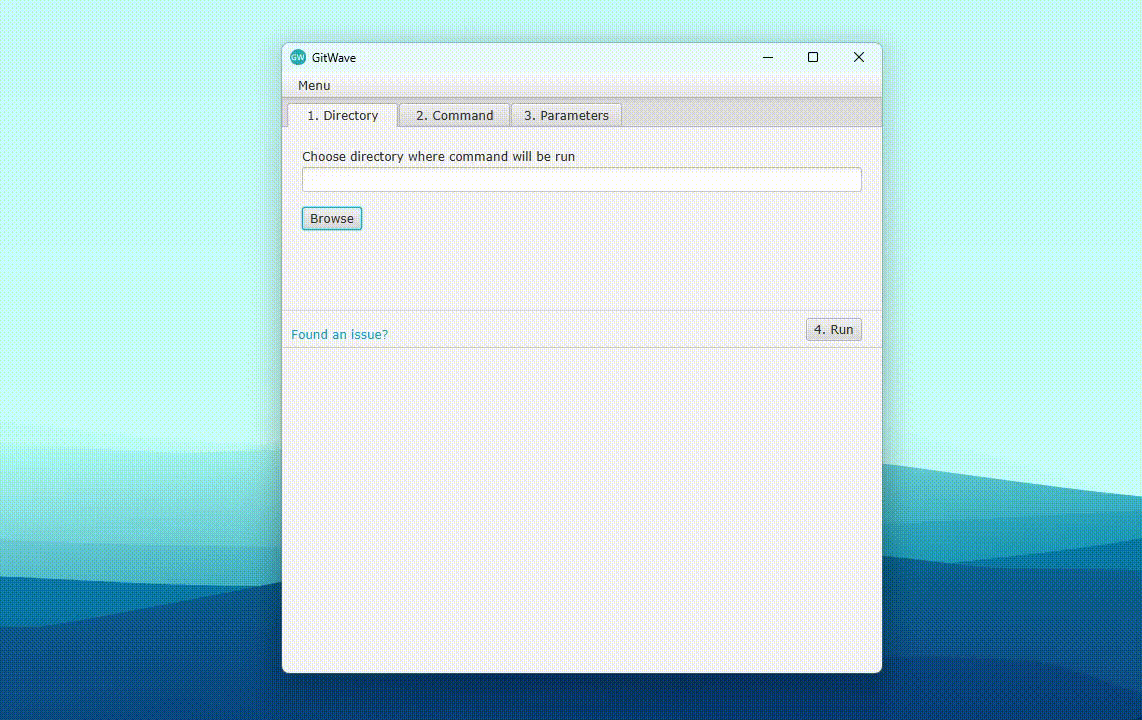 GW GitWave
Menu
1. Directory 2. Command 3. Parameters
Choose directory where command will be run
Browse
Found an issue? 4. Run